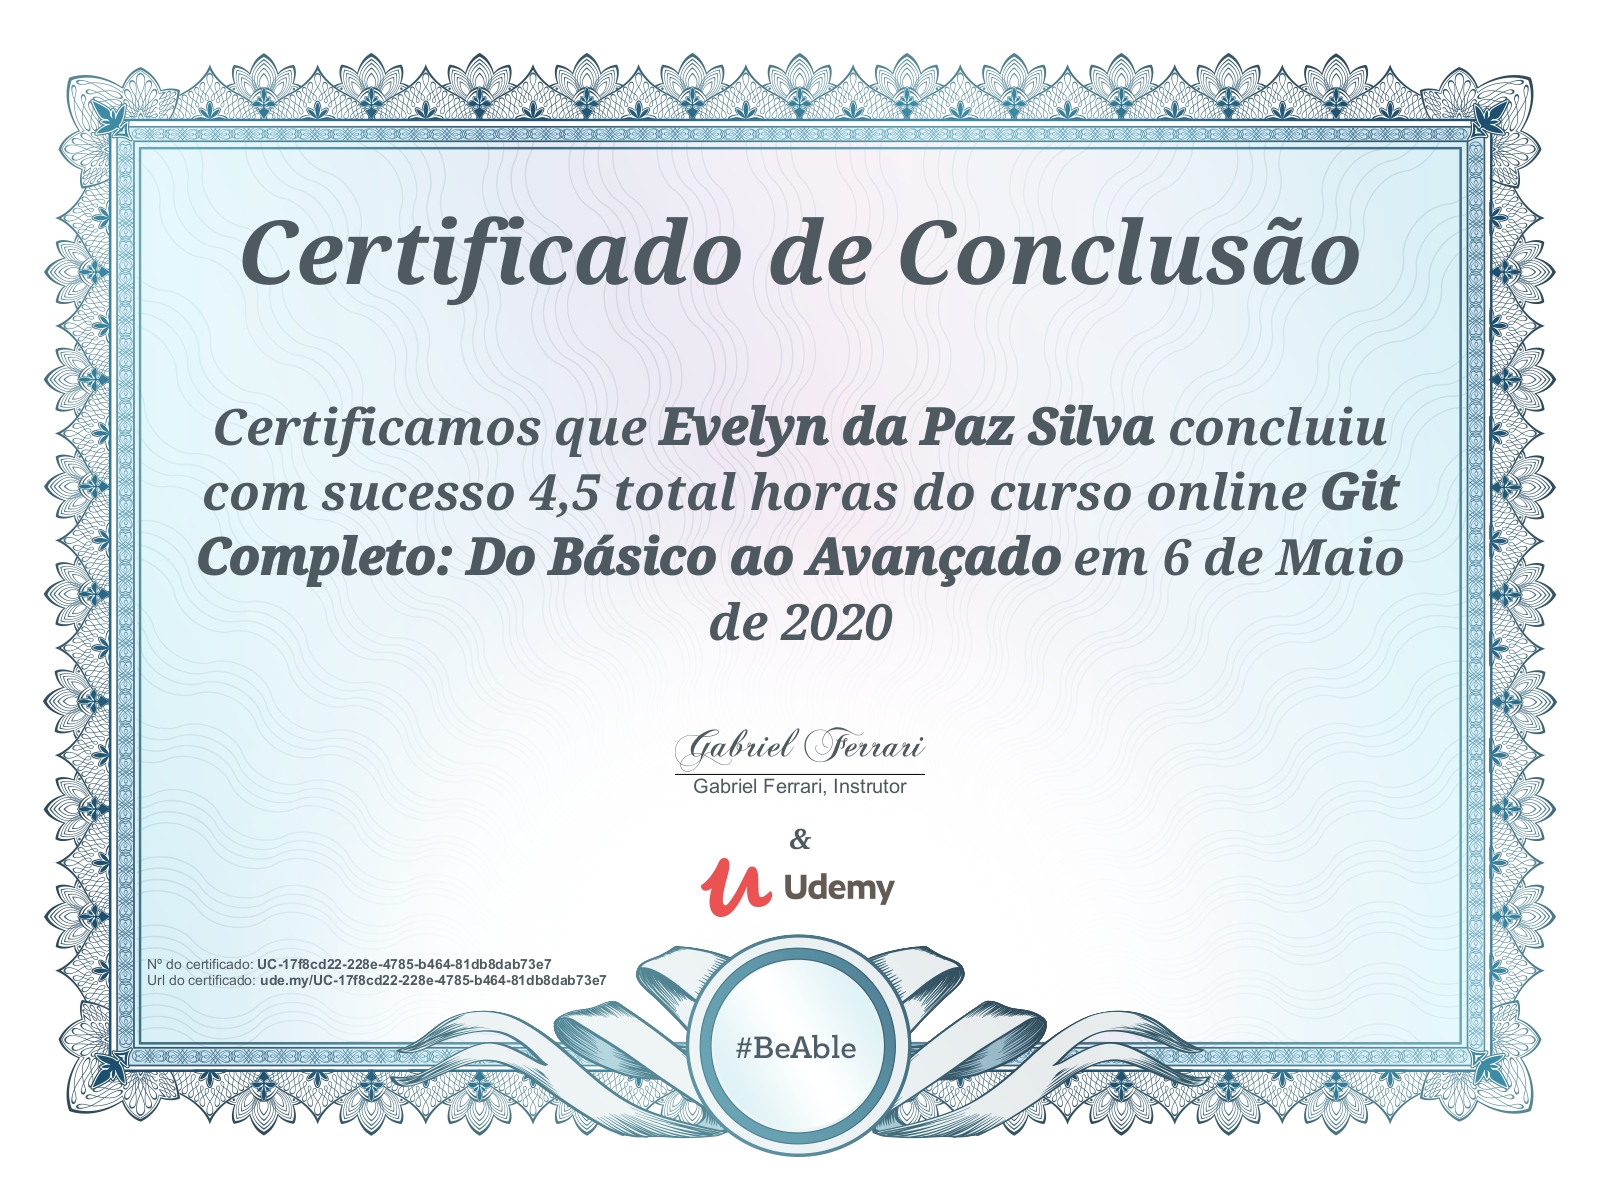 Certificado de Conclusão
Certificamos que Evelyn da Paz Silva concluiu
com sucesso 4,5 total horas do curso online Git
Completo: Do Básico ao Avançado em 6 de Maio
de 2020
Gabriel Ferrari
Gabriel Ferrari, Instrutor
&
Udemy
Nº do certificado: UC-17f8cd22-228e-4785-b464-81db8dab73e7
Url do certificado: ude.my/UC-17f8cd22-228e-4785-b464-81db8dab73e7
#BeAble